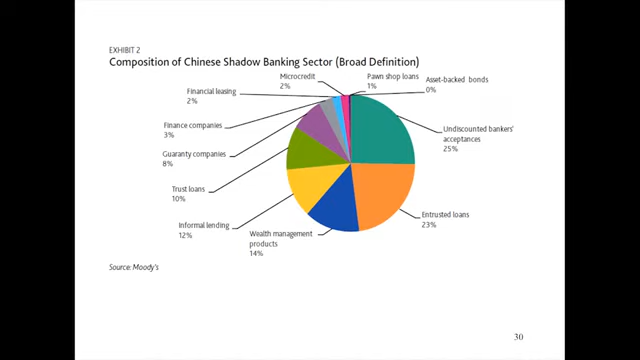 EXHIBIT 2
Composition of Chinese Shadow Banking Sector (Broad Definition)
Microcredit
2%
Pawn shop loans
1%
Asset-backed bonds
0%
Financial leasing
2%
Finance companies
3%
Undiscounted bankers'
acceptances
25%
Guaranty companies
8%
Trust loans
10%
Entrusted loans
23%
Informal lending
12%
Wealth management
products
14%
Source: Moody's
30